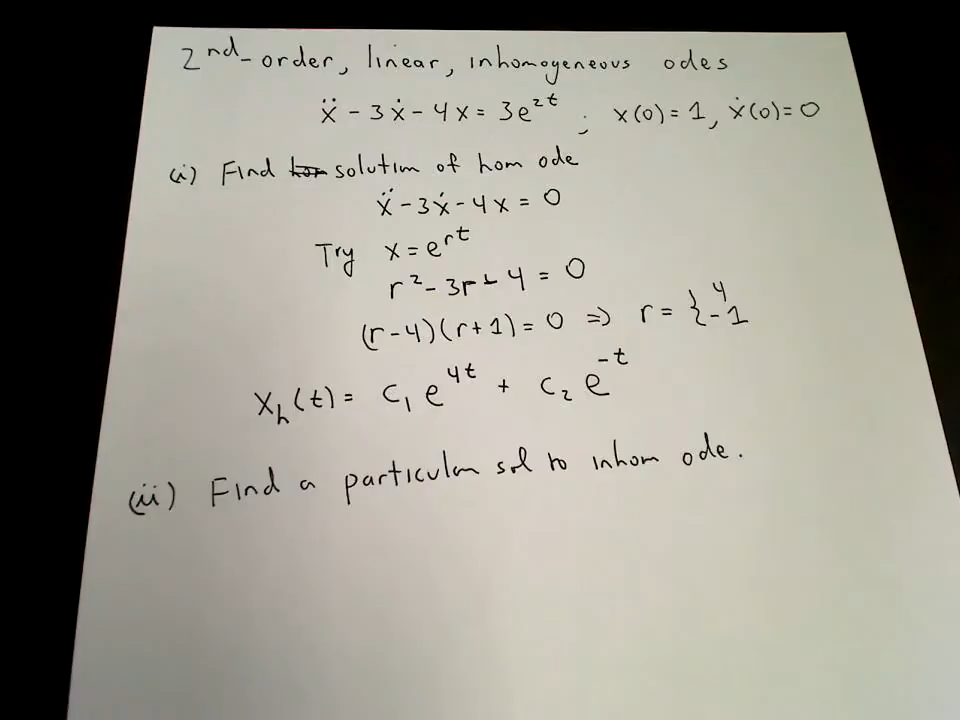 2nd-order, linear, inhomogeneous odes
ẍ - 3ẋ - 4x = 3e^{2t} ; x(0) = 1, ẋ(0) = 0
(i) Find solution of hom ode
ẍ - 3ẋ - 4x = 0
Try x = e^{rt}
r² - 3r - 4 = 0
(r-4)(r+1) = 0 ⇒ r = { 4 -1
x_h(t) = c₁e^{4t} + c₂e^{-t}
(ii) Find a particular sol to inhom ode.